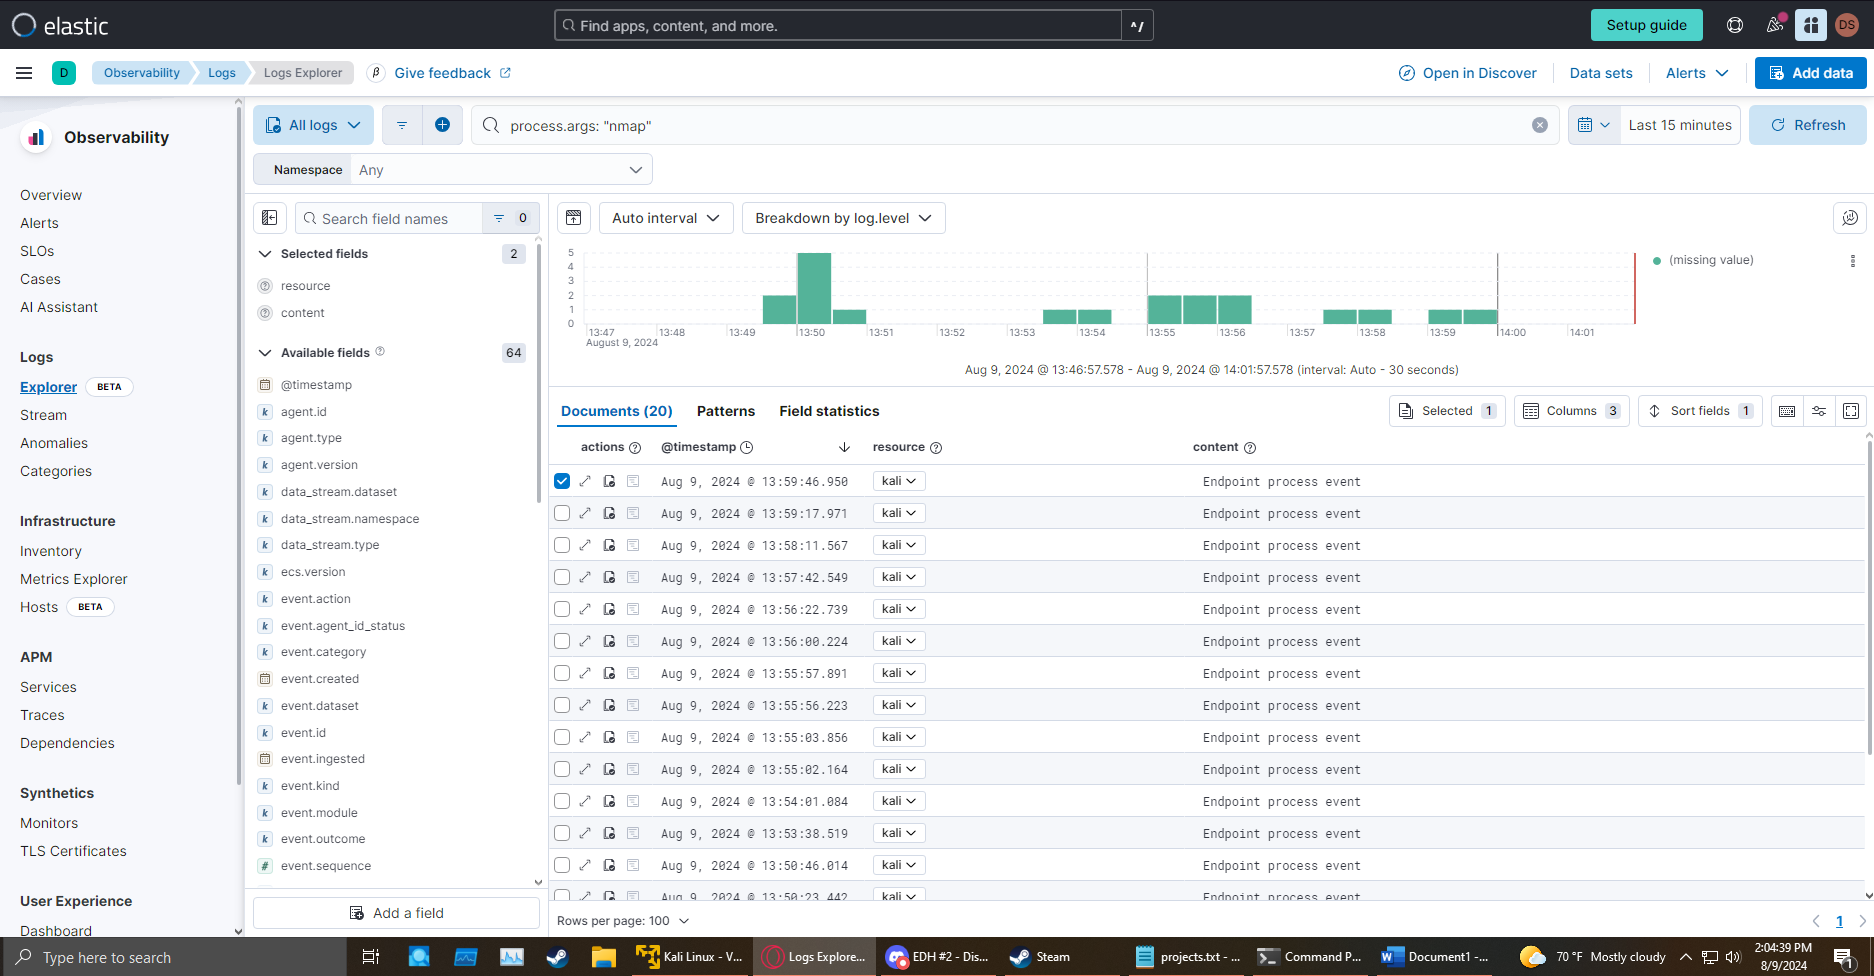 elastic
Find apps, content, and more.
^/
Setup guide
DS
D
Observability
Logs
Logs Explorer
β
Give feedback
Open in Discover
Data sets
Alerts
Add data
Observability
Overview
Alerts
SLOs
Cases
AI Assistant
Logs
Explorer BETA
Stream
Anomalies
Categories
Infrastructure
Inventory
Metrics Explorer
Hosts BETA
APM
Services
Traces
Dependencies
Synthetics
Monitors
TLS Certificates
User Experience
Dashboard
All logs
process.args: "nmap"
Last 15 minutes
Refresh
Namespace Any
Search field names 0
Selected fields 2
resource
content
Available fields 64
@timestamp
k agent.id
k agent.type
k agent.version
k data_stream.dataset
k data_stream.namespace
k data_stream.type
k ecs.version
k event.action
k event.agent_id_status
k event.category
event.created
k event.dataset
k event.id
event.ingested
k event.kind
k event.module
k event.outcome
# event.sequence
Add a field
Auto interval
Breakdown by log.level
5
4
3
2
1
0
13:47 13:48 13:49 13:50 13:51 13:52 13:53 13:54 13:55 13:56 13:57 13:58 13:59 14:00 14:01
August 9, 2024
(missing value)
Aug 9, 2024 @ 13:46:57.578 - Aug 9, 2024 @ 14:01:57.578 (interval: Auto - 30 seconds)
Documents (20) Patterns Field statistics
Selected 1 Columns 3 Sort fields 1
actions @timestamp resource content
Aug 9, 2024 @ 13:59:46.950 kali Endpoint process event
Aug 9, 2024 @ 13:59:17.971 kali Endpoint process event
Aug 9, 2024 @ 13:58:11.567 kali Endpoint process event
Aug 9, 2024 @ 13:57:42.549 kali Endpoint process event
Aug 9, 2024 @ 13:56:22.739 kali Endpoint process event
Aug 9, 2024 @ 13:56:00.224 kali Endpoint process event
Aug 9, 2024 @ 13:55:57.891 kali Endpoint process event
Aug 9, 2024 @ 13:55:56.223 kali Endpoint process event
Aug 9, 2024 @ 13:55:03.856 kali Endpoint process event
Aug 9, 2024 @ 13:55:02.164 kali Endpoint process event
Aug 9, 2024 @ 13:54:01.084 kali Endpoint process event
Aug 9, 2024 @ 13:53:38.519 kali Endpoint process event
Aug 9, 2024 @ 13:50:46.014 kali Endpoint process event
Aug 9, 2024 @ 13:50:23.442 kali Endpoint process event
Rows per page: 100
1
Type here to search
Kali Linux - V...
Logs Explore...
EDH #2 - Dis...
Steam
projects.txt - ...
Command P...
Document1 -...
70°F Mostly cloudy
2:04:39 PM
8/9/2024
1